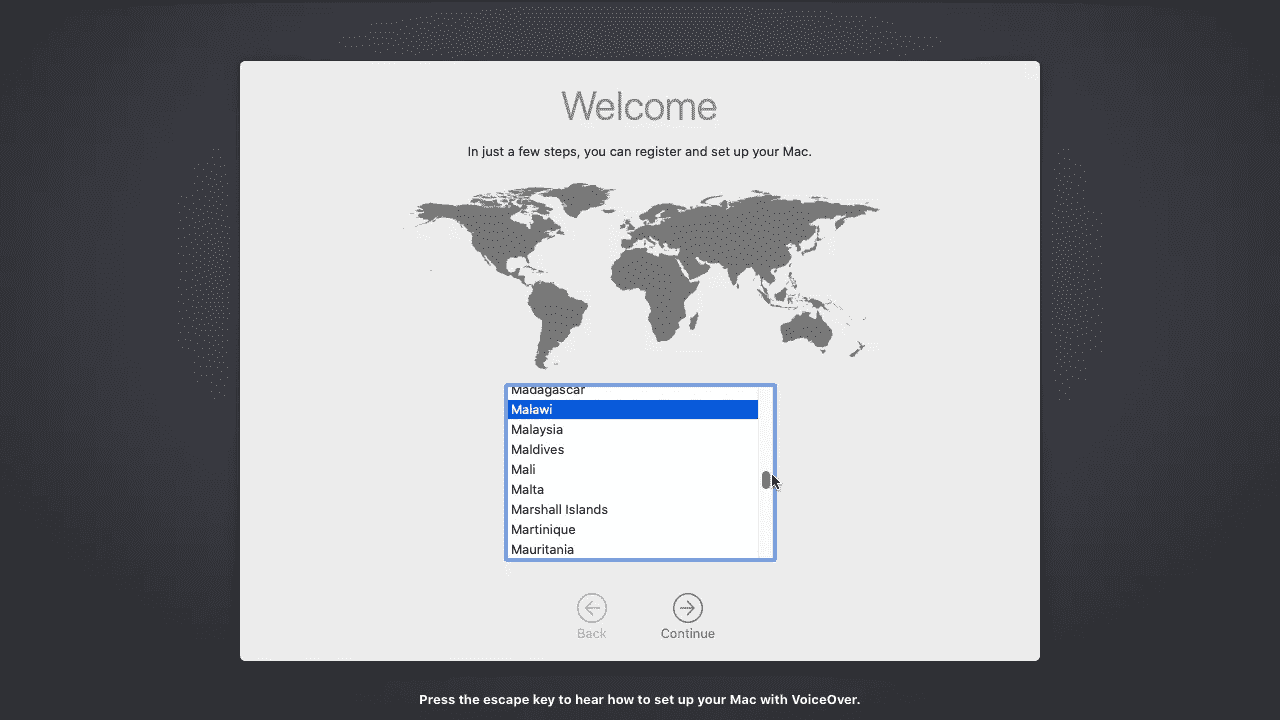 Welcome
In just a few steps, you can register and set up your Mac.
Madagascar
Malawi
Malaysia
Maldives
Mali
Malta
Marshall Islands
Martinique
Mauritania
Back
Continue
Press the escape key to hear how to set up your Mac with VoiceOver.